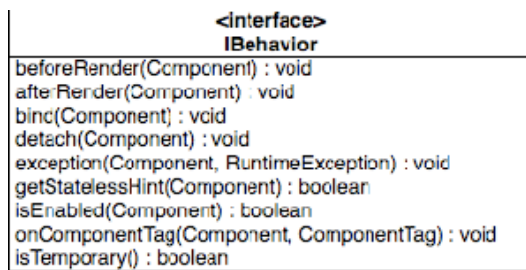 <interface>
IBehavior
beforeRender(Component) : void
afterRender(Component) : void
bind(Component) : void
detach(Component) : void
exception(Component, RuntimeException) : void
getStatelessHint(Component) : boolean
isEnabled(Component) : boolean
onComponentTag(Component, ComponentTag) : void
isTemporary() : boolean